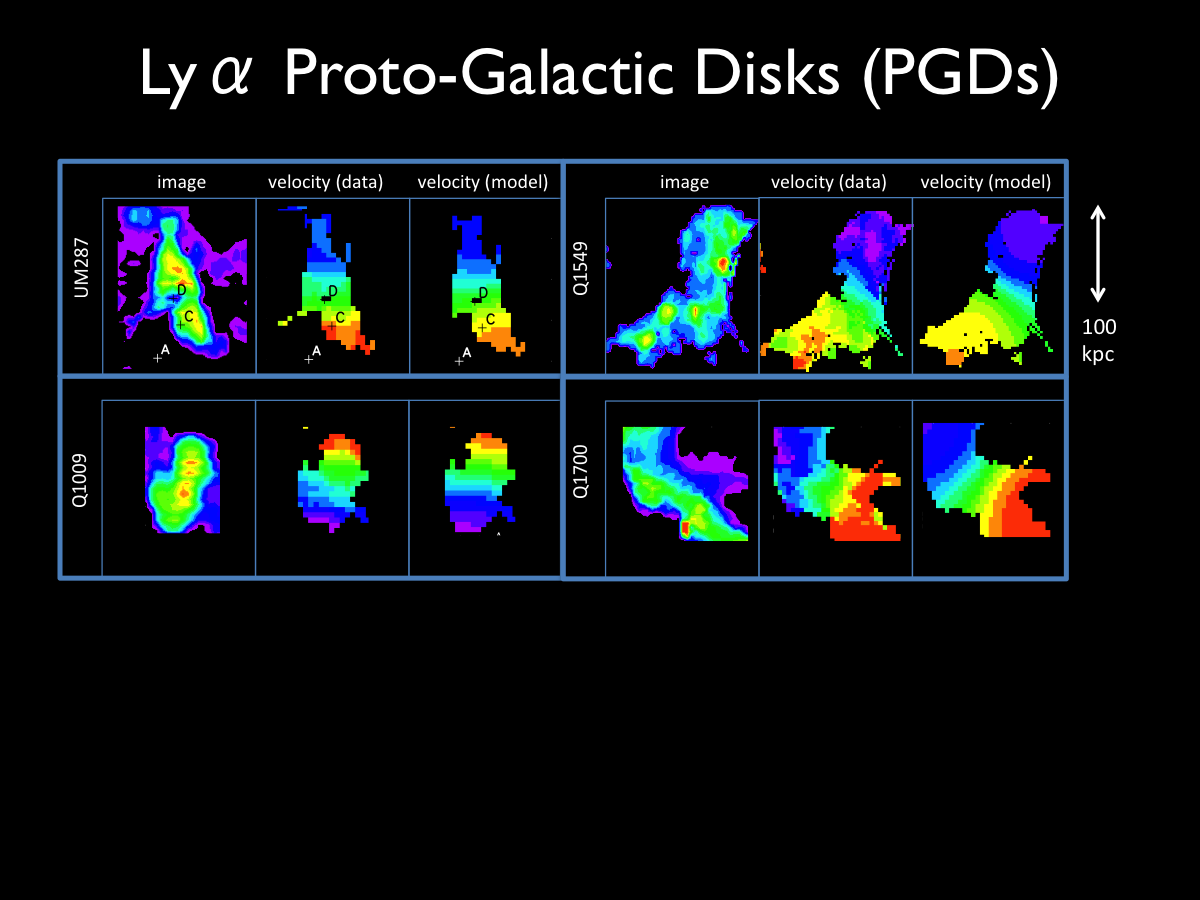 Ly α Proto-Galactic Disks (PGDs)
image velocity (data) velocity (model) image velocity (data) velocity (model)
UM287
D
C
A
D
C
A
D
C
A
Q1549
100
kpc
Q1009
Q1700